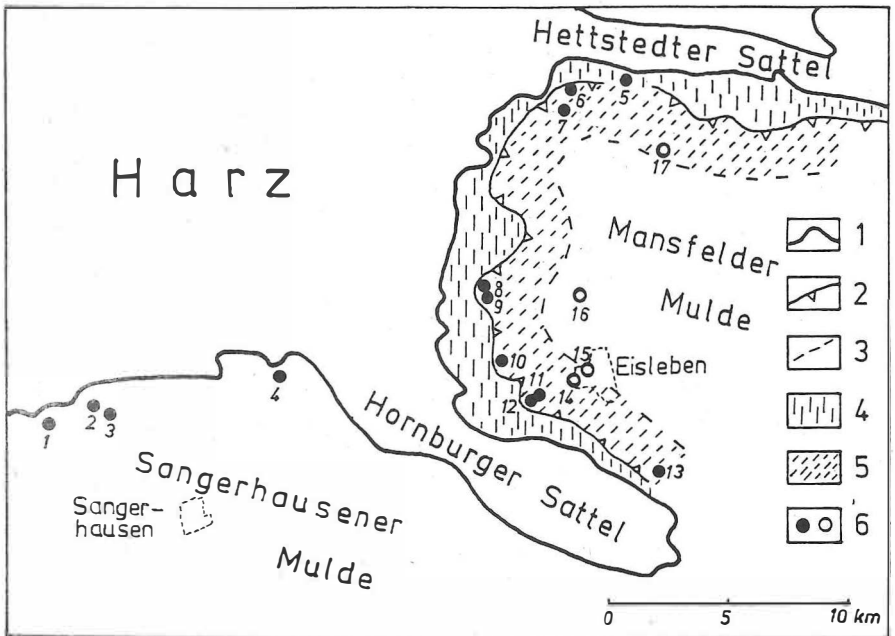 Hettstedter Sattel
Harz
5
6
7
17
Mansfelder
Mulde
8
9
16
15
Eisleben
10
11
14
12
4
1
2
3
13
Hornburger
Sattel
Sangerhausener
Mulde
Sanger-
hausen
1
2
3
4
5
6
0 5 10 km